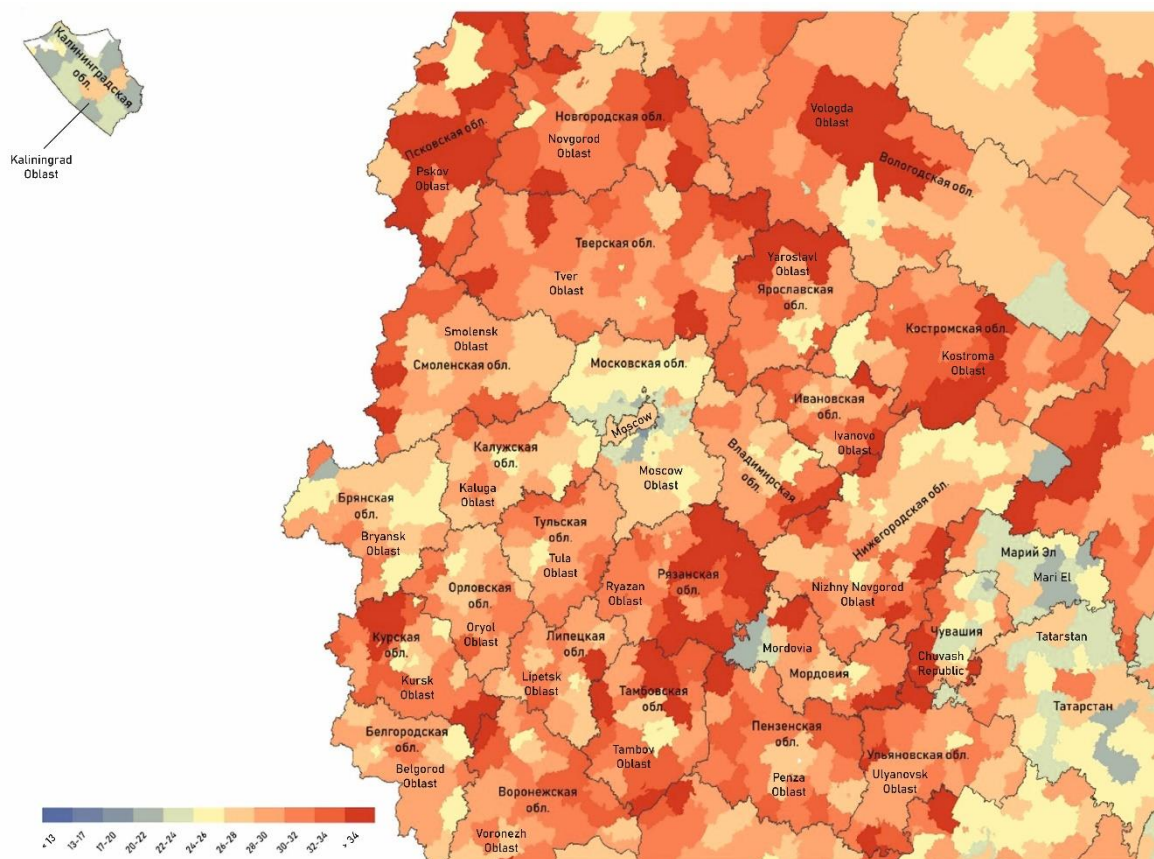 Калининградская
обл.
Kaliningrad
Oblast
Псковская обл.
Pskov
Oblast
Новгородская обл.
Novgorod
Oblast
Vologda
Oblast
Вологодская обл.
Тверская обл.
Tver
Oblast
Yaroslavl
Oblast
Ярославская
обл.
Smolensk
Oblast
Смоленская обл.
Московская обл.
Костромская обл.
Kostroma
Oblast
Ивановская
обл.
Ivanovo
Oblast
Moscow
Калужская
обл.
Kaluga
Oblast
Moscow
Oblast
Владимирская
обл.
Нижегородская обл.
Брянская
обл.
Bryansk
Oblast
Тульская
обл.
Tula
Oblast
Рязанская
обл.
Ryazan
Oblast
Nizhny Novgorod
Oblast
Марий Эл
Mari El
Орловская
обл.
Oryol
Oblast
Чувашия
Chuvash
Republic
Tatarstan
Татарстан
Курская
обл.
Kursk
Oblast
Липецкая
обл.
Lipetsk
Oblast
Mordovia
Мордовия
Тамбовская
обл.
Tambov
Oblast
Пензенская
обл.
Penza
Oblast
Ульяновская обл.
Ulyanovsk
Oblast
Белгородская
обл.
Belgorod
Oblast
Воронежская
обл.
Voronezh
Oblast
< 13
13-17
17-20
20-22
22-24
24-26
26-28
28-30
30-32
32-34
> 34